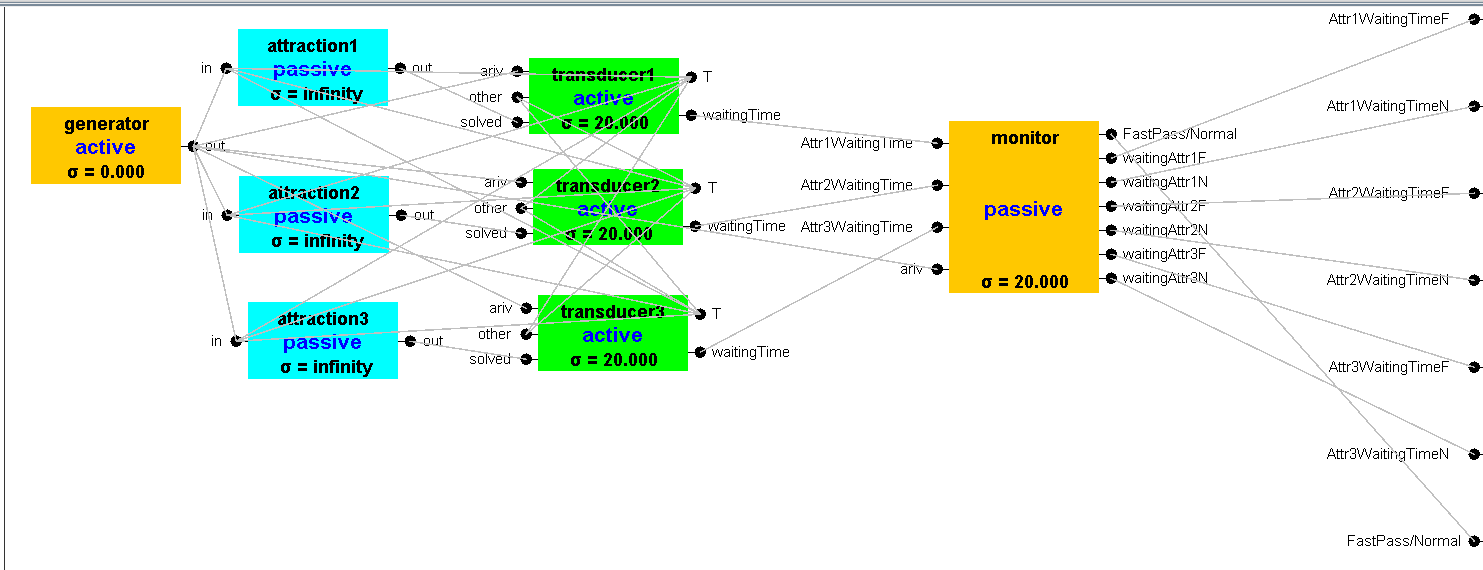 generator
active
σ = 0.000
out
in
attraction1
passive
σ = infinity
out
in
attraction2
passive
σ = infinity
out
in
attraction3
passive
σ = infinity
out
ariv
other
solved
transducer1
active
σ = 20.000
T
waitingTime
ariv
other
solved
transducer2
active
σ = 20.000
T
waitingTime
ariv
other
solved
transducer3
active
σ = 20.000
T
waitingTime
Attr1WaitingTime
Attr2WaitingTime
Attr3WaitingTime
ariv
monitor
passive
σ = 20.000
FastPass/Normal
waitingAttr1F
waitingAttr1N
waitingAttr2F
waitingAttr2N
waitingAttr3F
waitingAttr3N
Attr1WaitingTimeF
Attr1WaitingTimeN
Attr2WaitingTimeF
Attr2WaitingTimeN
Attr3WaitingTimeF
Attr3WaitingTimeN
FastPass/Normal